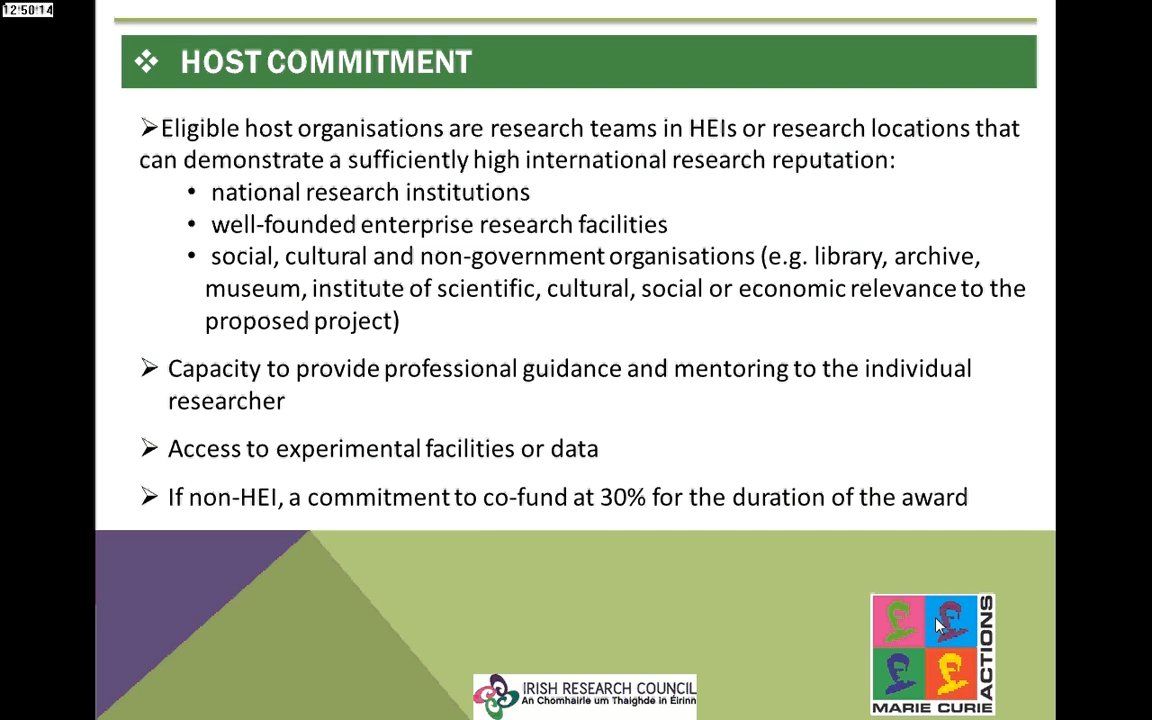 12:50:14
❖ HOST COMMITMENT
➢Eligible host organisations are research teams in HEIs or research locations that
can demonstrate a sufficiently high international research reputation:
• national research institutions
• well-founded enterprise research facilities
• social, cultural and non-government organisations (e.g. library, archive,
museum, institute of scientific, cultural, social or economic relevance to the
proposed project)
➢ Capacity to provide professional guidance and mentoring to the individual
researcher
➢ Access to experimental facilities or data
➢ If non-HEI, a commitment to co-fund at 30% for the duration of the award
ACTIONS
MARIE CURIE
IRISH RESEARCH COUNCIL
An Chomhairle um Thaighde in Éirinn